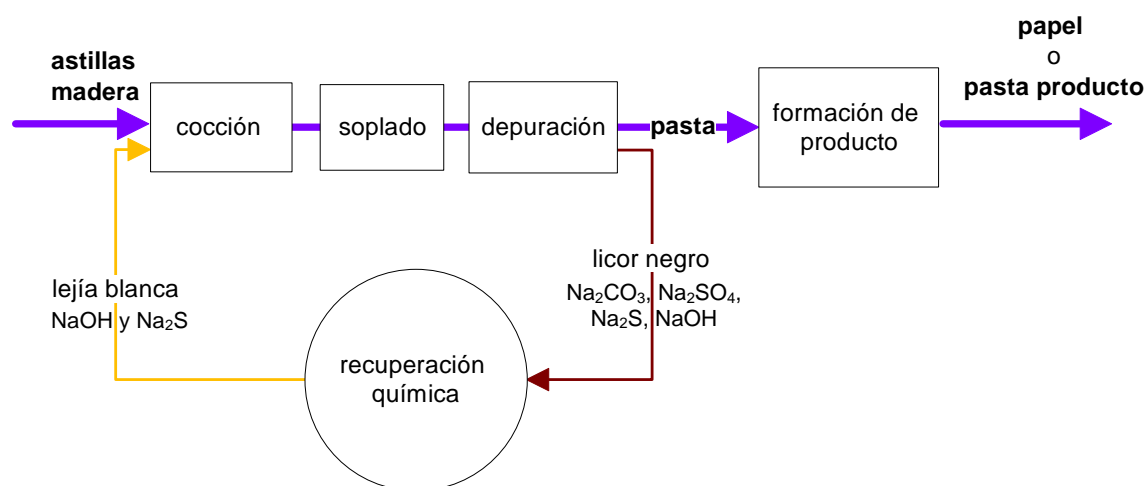 astillas
madera
cocción
soplado
depuración
pasta
formación de
producto
papel
o
pasta producto
lejía blanca
NaOH y Na₂S
licor negro
Na₂CO₃, Na₂SO₄,
Na₂S, NaOH
recuperación
química